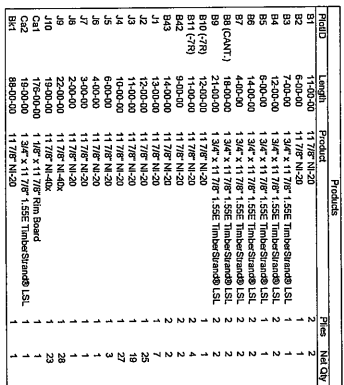 Products
PlotID Length Product Plies Net Qty
B1 11-00-00 11 7/8" NI-20 2 2
B2 6-00-00 11 7/8" NI-20 1 1
B3 7-00-00 1 3/4" x 11 7/8" 1.55E TimberStrand® LSL 1 1
B4 12-00-00 1 3/4" x 11 7/8" 1.55E TimberStrand® LSL 2 2
B5 6-00-00 1 3/4" x 11 7/8" 1.55E TimberStrand® LSL 1 1
B6 14-00-00 1 3/4" x 11 7/8" 1.55E TimberStrand® LSL 2 2
B7 4-00-00 1 3/4" x 11 7/8" 1.55E TimberStrand® LSL 2 2
B8 (CANT.) 16-00-00 1 3/4" x 11 7/8" 1.55E TimberStrand® LSL 2 2
B9 21-00-00 1 3/4" x 11 7/8" 1.55E TimberStrand® LSL 2 2
B10 (-7R) 12-00-00 11 7/8" NI-20 1 1
B11 (-7R) 11-00-00 11 7/8" NI-20 2 4
B42 9-00-00 11 7/8" NI-20 2 2
B43 14-00-00 11 7/8" NI-20 2 2
J1 13-00-00 11 7/8" NI-20 1 7
J2 12-00-00 11 7/8" NI-20 1 25
J3 11-00-00 11 7/8" NI-20 1 19
J4 10-00-00 11 7/8" NI-20 1 27
J5 6-00-00 11 7/8" NI-20 1 3
J6 4-00-00 11 7/8" NI-20 1 1
J7 3-00-00 11 7/8" NI-20 1 1
J8 2-00-00 11 7/8" NI-20 1 1
J9 22-00-00 11 7/8" NI-40x 1 28
J10 19-00-00 11 7/8" NI-40x 1 23
Ca1 176-00-00 1 1/8" x 11 7/8" Rim Board 1 1
Ca2 19-00-00 1 3/4" x 11 7/8" 1.55E TimberStrand® LSL 1 1
Bk1 88-00-00 11 7/8" NI-20 1 1